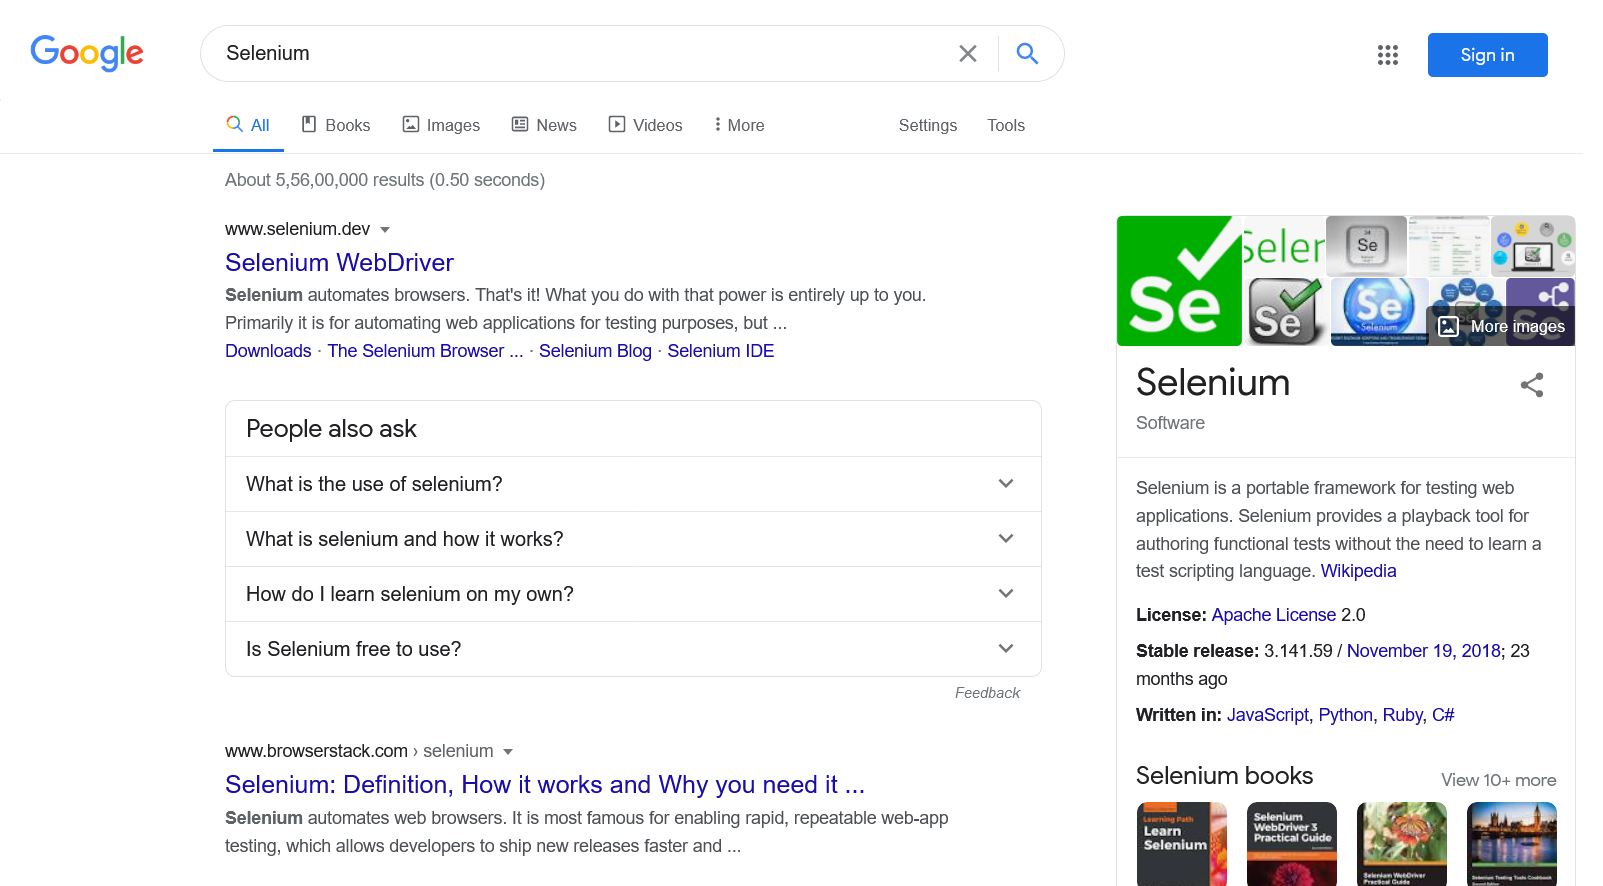 Google
Selenium
Sign in
All
Books
Images
News
Videos
More
Settings
Tools
About 5,56,00,000 results (0.50 seconds)
www.selenium.dev
Selenium WebDriver
Selenium automates browsers. That's it! What you do with that power is entirely up to you.
Primarily it is for automating web applications for testing purposes, but ...
Downloads · The Selenium Browser ... · Selenium Blog · Selenium IDE
People also ask
What is the use of selenium?
What is selenium and how it works?
How do I learn selenium on my own?
Is Selenium free to use?
Feedback
www.browserstack.com › selenium
Selenium: Definition, How it works and Why you need it ...
Selenium automates web browsers. It is most famous for enabling rapid, repeatable web-app
testing, which allows developers to ship new releases faster and ...
Se
Selen
Se
Se
Se
Selenium
Se
More images
Selenium
Software
Selenium is a portable framework for testing web
applications. Selenium provides a playback tool for
authoring functional tests without the need to learn a
test scripting language. Wikipedia
License: Apache License 2.0
Stable release: 3.141.59 / November 19, 2018; 23
months ago
Written in: JavaScript, Python, Ruby, C#
Selenium books
View 10+ more
Learning Path
Learn
Selenium
Selenium
WebDriver 3
Practical Guide
Selenium WebDriver
Practical Guide
Selenium Testing Tools Cookbook